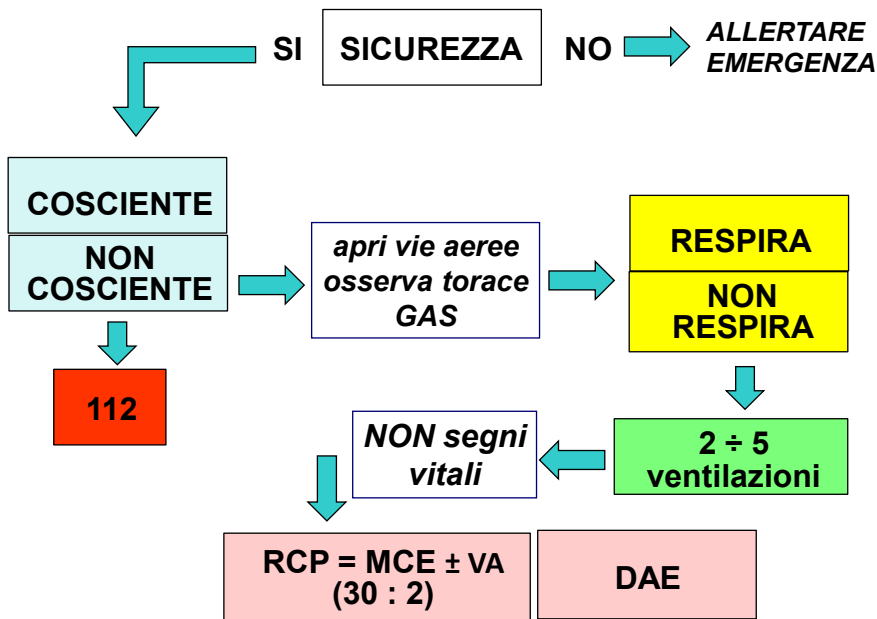 SI SICUREZZA NO ALLERTARE
EMERGENZA
COSCIENTE
NON
COSCIENTE
apri vie aeree
osserva torace
GAS
RESPIRA
NON
RESPIRA
112
NON segni
vitali
2 ÷ 5
ventilazioni
RCP = MCE ± VA
(30 : 2)
DAE